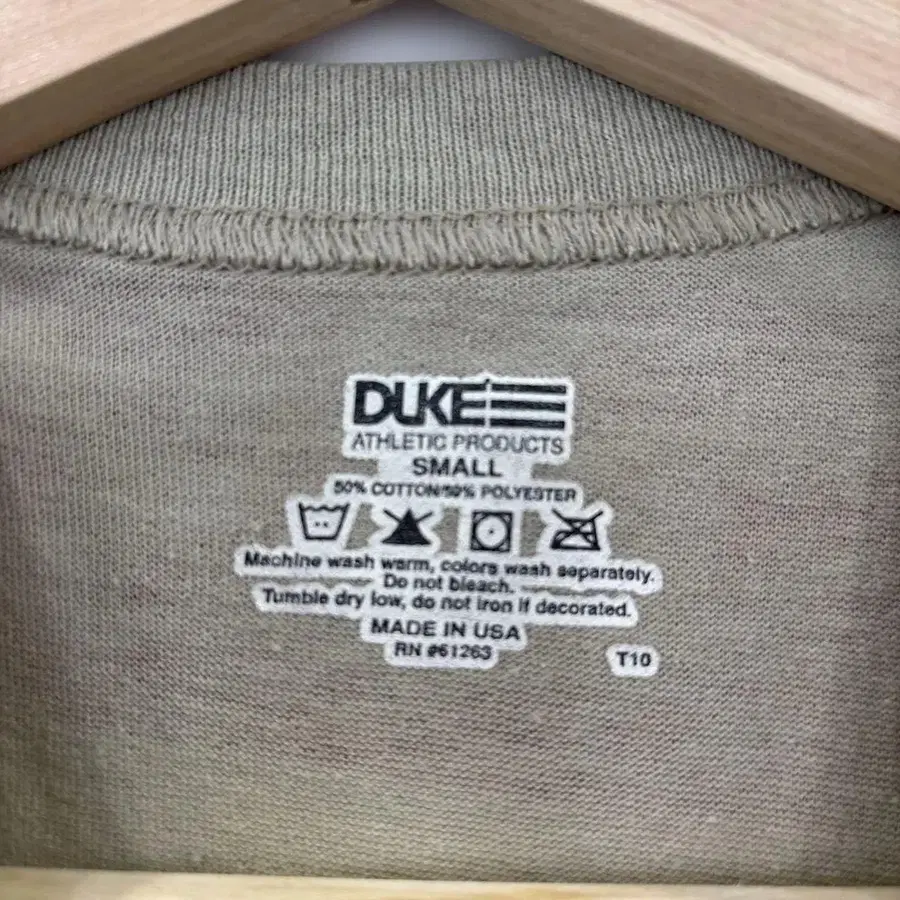 DUKE
ATHLETIC PRODUCTS
SMALL
50% COTTON/50% POLYESTER
Machine wash warm, colors wash separately.
Do not bleach.
Tumble dry low, do not iron if decorated.
MADE IN USA
RN #61263
T10